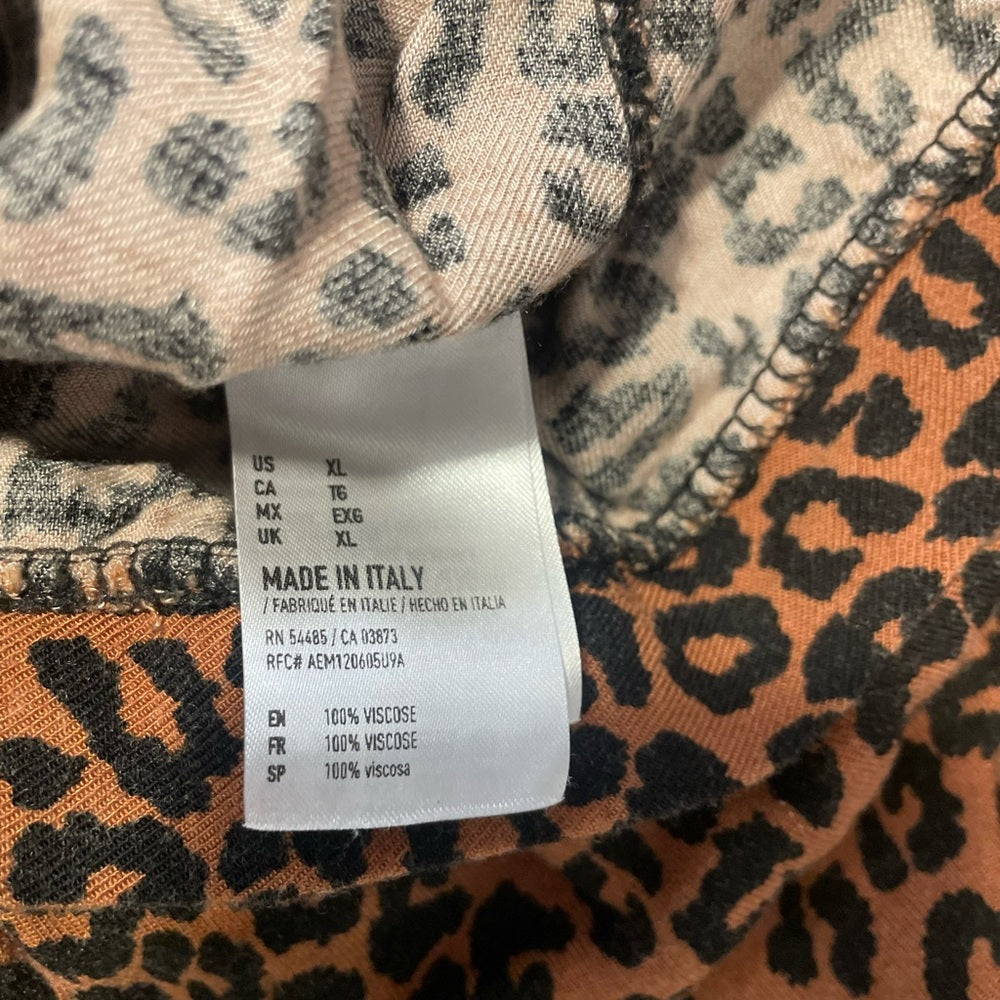 US XL
CA TG
MX EXG
UK XL
MADE IN ITALY
/ FABRIQUÉ EN ITALIE / HECHO EN ITALIA
RN 54485 / CA 03873
RFC# AEM120605U9A
EN 100% VISCOSE
FR 100% VISCOSE
SP 100% viscosa